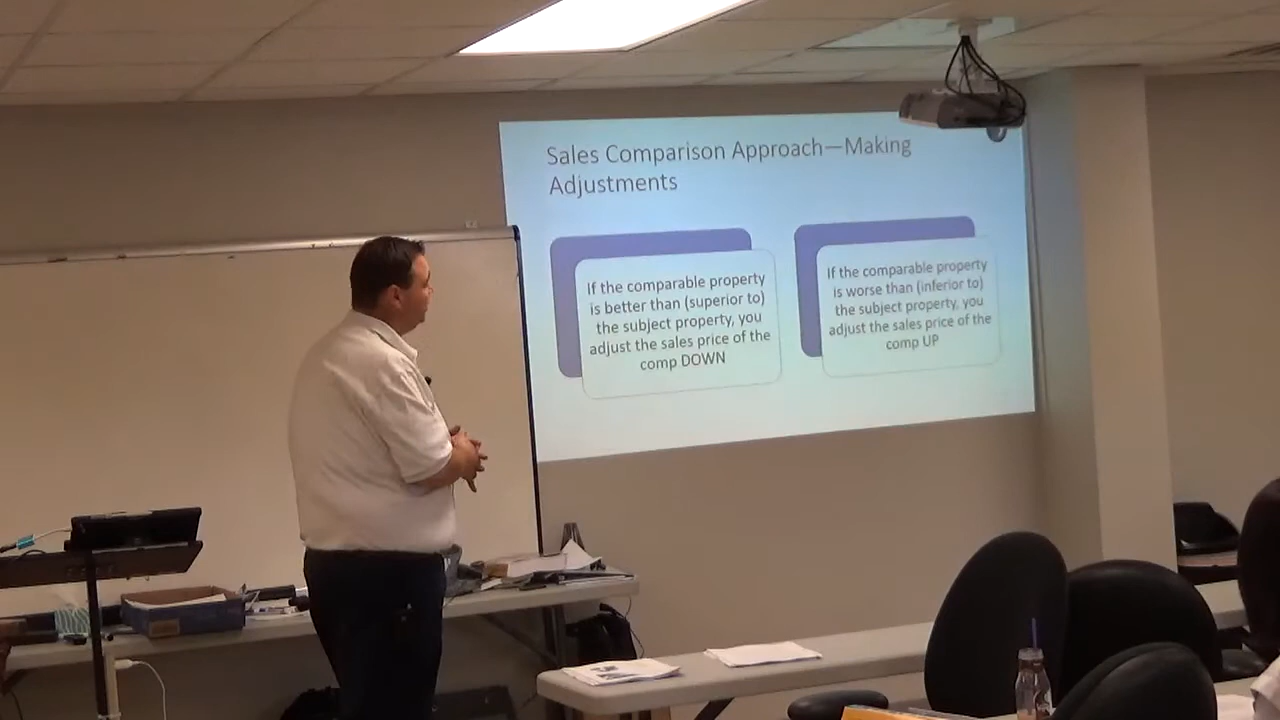 Sales Comparison Approach—Making
Adjustments
If the comparable property
is better than (superior to)
the subject property, you
adjust the sales price of the
comp DOWN
If the comparable property
is worse than (inferior to)
the subject property, you
adjust the sales price of the
comp UP